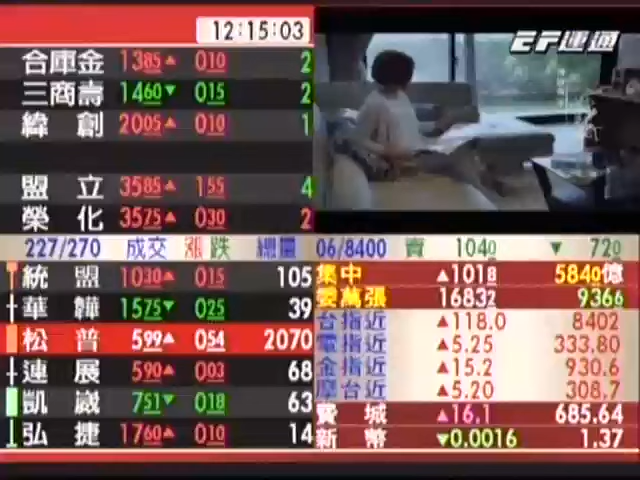 12:15:03
EF運通
合庫金 1385▲ 010 2
三商壽 1460▼ 015 2
緯創 2005▲ 010 1
盟立 3585▲ 155 4
榮化 3575▲ 030 2
227/270 成交 漲跌 總量
06/8400 賣 1040 ▼ 720
統盟 1030▲ 015 105
華韡 1575▼ 025 39
松普 599▲ 054 2070
連展 590▲ 003 68
凱崴 751▼ 018 63
弘捷 1760▲ 010 14
集中 ▲1018 5840億
委萬張 16832 9366
台指近 ▲118.0 8402
電指近 ▲5.25 333.80
金指近 ▲15.2 930.6
摩台近 ▲5.20 308.7
費城 ▲16.1 685.64
新幣 ▼0.0016 1.37